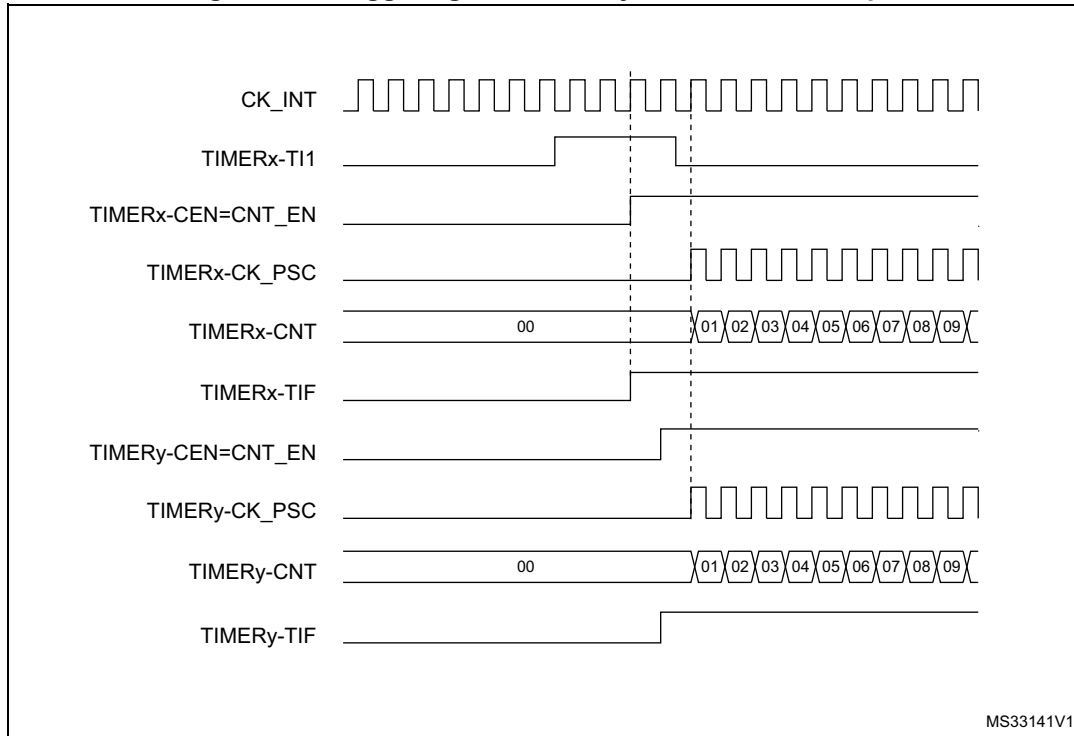 CK_INT
TIMERx-TI1
TIMERx-CEN=CNT_EN
TIMERx-CK_PSC
TIMERx-CNT 00 01 02 03 04 05 06 07 08 09
TIMERx-TIF
TIMERy-CEN=CNT_EN
TIMERy-CK_PSC
TIMERy-CNT 00 01 02 03 04 05 06 07 08 09
TIMERy-TIF
MS33141V1